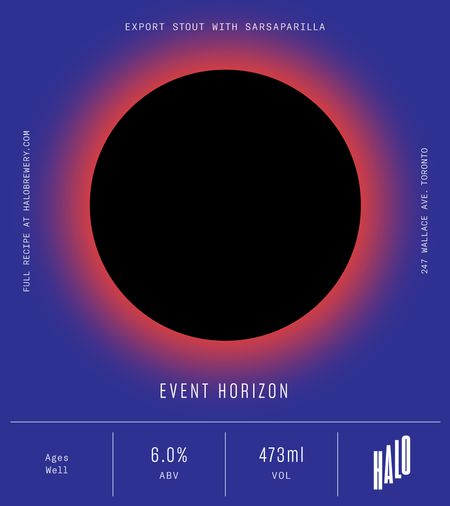 EXPORT STOUT WITH SARSAPARILLA
FULL RECIPE AT HALOBREWERY.COM
247 WALLACE AVE. TORONTO
EVENT HORIZON
Ages
Well
6.0%
ABV
473ml
VOL
HALO